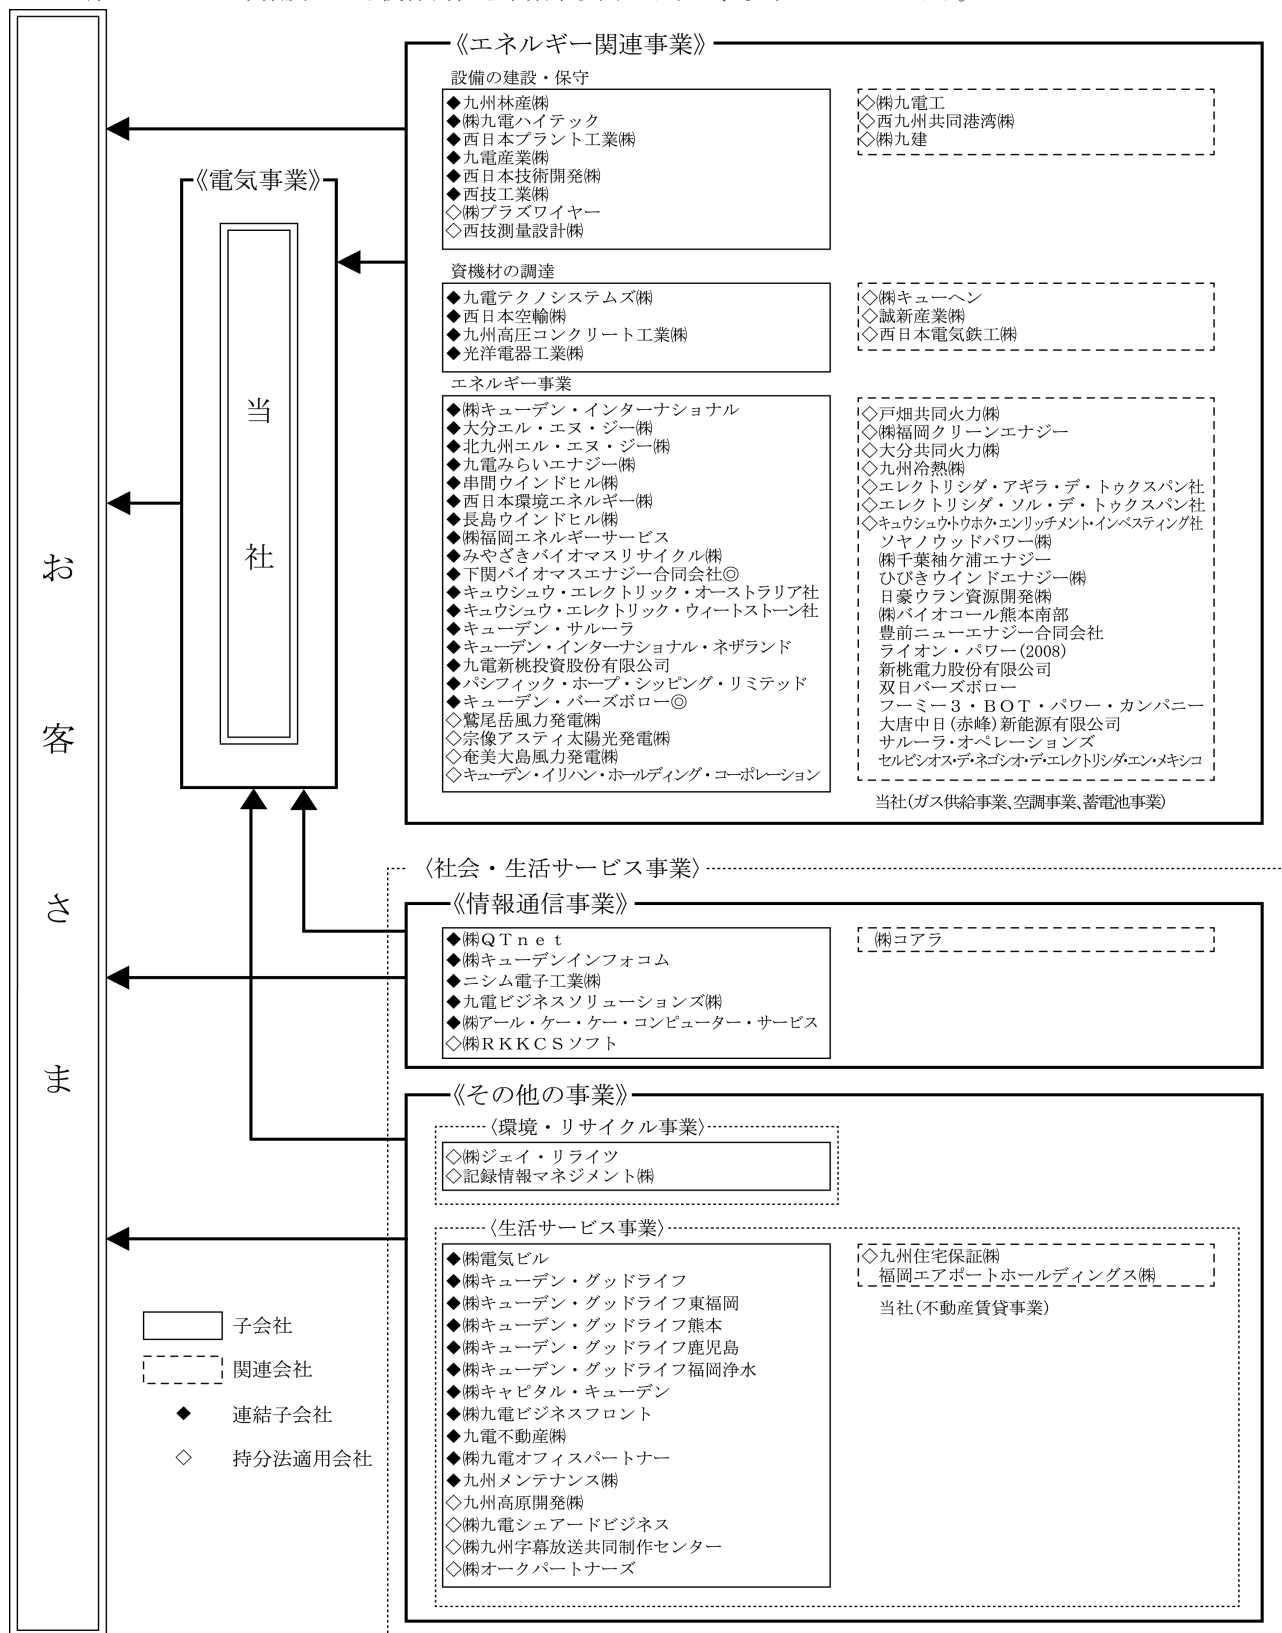 《エネルギー関連事業》
設備の建設・保守
◆九州林産㈱
◆㈱九電ハイテック
◆西日本プラント工業㈱
◆九電産業㈱
◆西日本技術開発㈱
◆西技工業㈱
◇㈱プラズワイヤー
◇西技測量設計㈱
◇㈱九電工
◇西九州共同港湾㈱
◇㈱九建
資機材の調達
◆九電テクノシステムズ㈱
◆西日本空輸㈱
◆九州高圧コンクリート工業㈱
◆光洋電器工業㈱
◇㈱キューヘン
◇誠新産業㈱
◇西日本電気鉄工㈱
エネルギー事業
◆㈱キューデン・インターナショナル
◆大分エル・エヌ・ジー㈱
◆北九州エル・エヌ・ジー㈱
◆九電みらいエナジー㈱
◆串間ウインドヒル㈱
◆西日本環境エネルギー㈱
◆長島ウインドヒル㈱
◆㈱福岡エネルギーサービス
◆みやざきバイオマスリサイクル㈱
◆下関バイオマスエナジー合同会社◎
◆キュウシュウ・エレクトリック・オーストラリア社
◆キュウシュウ・エレクトリック・ウィートストーン社
◆キューデン・サルーラ
◆キューデン・インターナショナル・ネザランド
◆九電新桃投資股份有限公司
◆パシフィック・ホープ・シッピング・リミテッド
◆キューデン・バーズボロー◎
◇鷲尾岳風力発電㈱
◇宗像アスティ太陽光発電㈱
◇奄美大島風力発電㈱
◇キューデン・イリハン・ホールディング・コーポレーション
◇戸畑共同火力㈱
◇㈱福岡クリーンエナジー
◇大分共同火力㈱
◇九州冷熱㈱
◇エレクトリシダ・アギラ・デ・トゥクスパン社
◇エレクトリシダ・ソル・デ・トゥクスパン社
◇キュウシュウ・トウホク・エンリッチメント・インベスティング社
ソヤノウッドパワー㈱
㈱千葉袖ケ浦エナジー
ひびきウインドエナジー㈱
日豪ウラン資源開発㈱
㈱バイオコール熊本南部
豊前ニューエナジー合同会社
ライオン・パワー(2008)
新桃電力股份有限公司
双日バーズボロー
フーミー３・ＢＯＴ・パワー・カンパニー
大唐中日(赤峰)新能源有限公司
サルーラ・オペレーションズ
セルビシオス・デ・ネゴシオ・デ・エレクトリシダ・エン・メキシコ
当社(ガス供給事業、空調事業、蓄電池事業)
《電気事業》
当社
お客さま
〈社会・生活サービス事業〉
《情報通信事業》
◆㈱ＱＴｎｅｔ
◆㈱キューデンインフォコム
◆ニシム電子工業㈱
◆九電ビジネスソリューションズ㈱
◆㈱アール・ケー・ケー・コンピューター・サービス
◇㈱ＲＫＫＣＳソフト
㈱コアラ
《その他の事業》
〈環境・リサイクル事業〉
◇㈱ジェイ・リライツ
◇記録情報マネジメント㈱
〈生活サービス事業〉
◆㈱電気ビル
◆㈱キューデン・グッドライフ
◆㈱キューデン・グッドライフ東福岡
◆㈱キューデン・グッドライフ熊本
◆㈱キューデン・グッドライフ鹿児島
◆㈱キューデン・グッドライフ福岡浄水
◆㈱キャピタル・キューデン
◆㈱九電ビジネスフロント
◆九電不動産㈱
◆㈱九電オフィスパートナー
◆九州メンテナンス㈱
◇九州高原開発㈱
◇㈱九電シェアードビジネス
◇㈱九州字幕放送共同制作センター
◇㈱オークパートナーズ
◇九州住宅保証㈱
福岡エアポートホールディングス㈱
当社(不動産賃貸事業)
子会社
関連会社
◆ 連結子会社
◇ 持分法適用会社